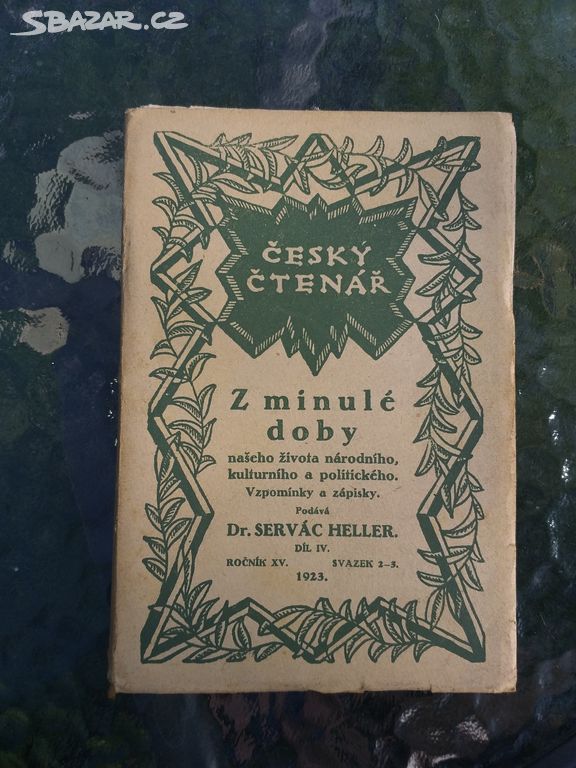 SBAZAR.CZ
ČESKÝ
ČTENÁŘ
Z minulé
doby
našeho života národního,
kulturního a politického.
Vzpomínky a zápisky.
Podává
Dr. SERVÁC HELLER.
DÍL IV.
ROČNÍK XV. SVAZEK 2-3.
1923.